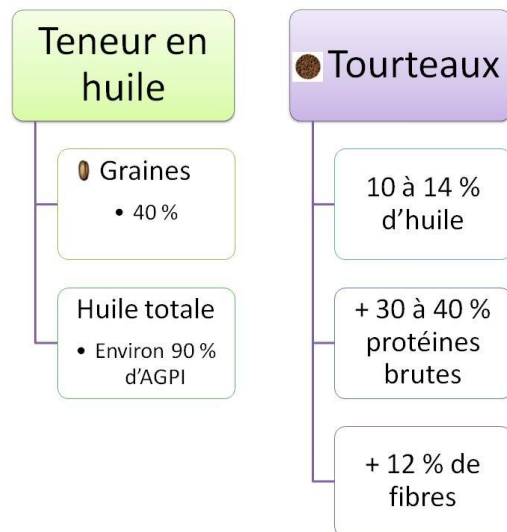 Teneur en
huile
Graines
• 40 %
Huile totale
• Environ 90 %
d’AGPI
Tourteaux
10 à 14 %
d’huile
+ 30 à 40 %
protéines
brutes
+ 12 % de
fibres